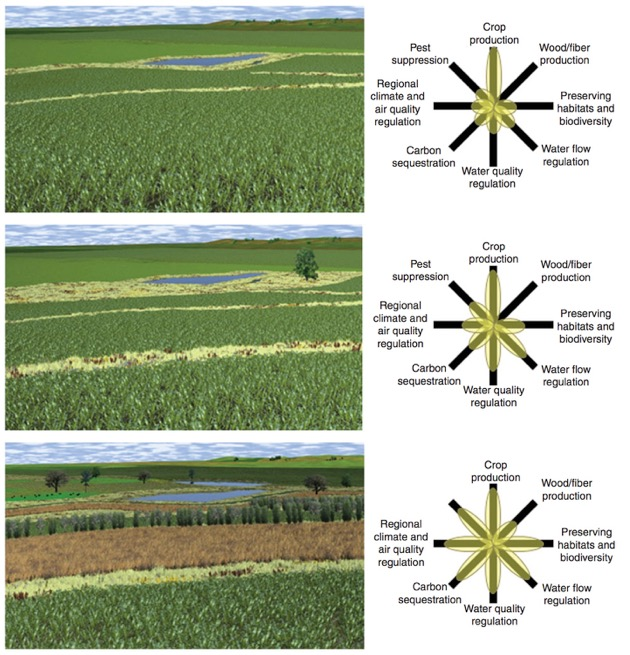 Crop
production
Pest
suppression
Wood/fiber
production
Regional
climate and
air quality
regulation
Preserving
habitats and
biodiversity
Carbon
sequestration
Water flow
regulation
Water quality
regulation
Crop
production
Pest
suppression
Wood/fiber
production
Regional
climate and
air quality
regulation
Preserving
habitats and
biodiversity
Carbon
sequestration
Water flow
regulation
Water quality
regulation
Crop
production
Wood/fiber
production
Regional
climate and
air quality
regulation
Preserving
habitats and
biodiversity
Carbon
sequestration
Water flow
regulation
Water quality
regulation